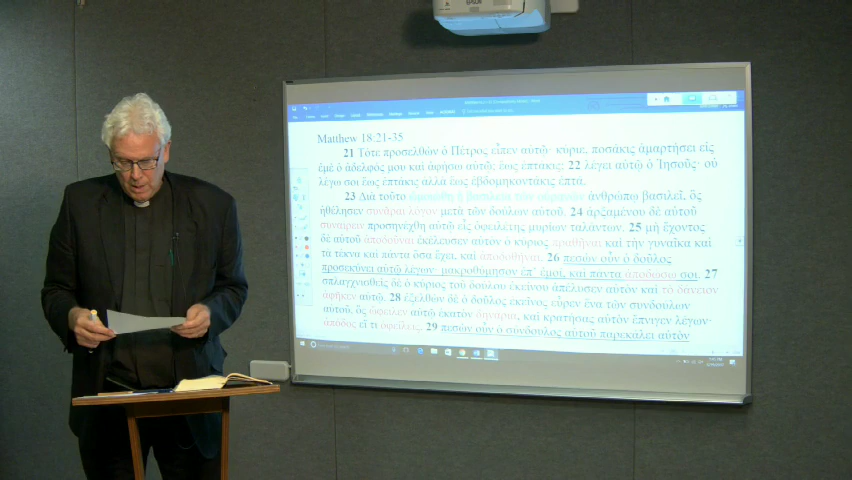 EPSON
Matthew 18:21-35
21 Τότε προσελθὼν ὁ Πέτρος εἶπεν αὐτῷ· κύριε, ποσάκις ἁμαρτήσει εἰς
ἐμὲ ὁ ἀδελφός μου καὶ ἀφήσω αὐτῷ; ἕως ἑπτάκις; 22 λέγει αὐτῷ ὁ Ἰησοῦς· οὐ
λέγω σοι ἕως ἑπτάκις ἀλλὰ ἕως ἑβδομηκοντάκις ἑπτά.
23 Διὰ τοῦτο ὡμοιώθη ἡ βασιλεία τῶν οὐρανῶν ἀνθρώπῳ βασιλεῖ, ὃς
ἠθέλησεν συνᾶραι λόγον μετὰ τῶν δούλων αὐτοῦ. 24 ἀρξαμένου δὲ αὐτοῦ
συναίρειν προσηνέχθη αὐτῷ εἷς ὀφειλέτης μυρίων ταλάντων. 25 μὴ ἔχοντος
δὲ αὐτοῦ ἀποδοῦναι ἐκέλευσεν αὐτὸν ὁ κύριος πραθῆναι καὶ τὴν γυναῖκα καὶ
τὰ τέκνα καὶ πάντα ὅσα ἔχει, καὶ ἀποδοθῆναι. 26 πεσὼν οὖν ὁ δοῦλος
προσεκύνει αὐτῷ λέγων· μακροθύμησον ἐπ᾽ ἐμοί, καὶ πάντα ἀποδώσω σοι. 27
σπλαγχνισθεὶς δὲ ὁ κύριος τοῦ δούλου ἐκείνου ἀπέλυσεν αὐτὸν καὶ τὸ δάνειον
ἀφῆκεν αὐτῷ. 28 ἐξελθὼν δὲ ὁ δοῦλος ἐκεῖνος εὗρεν ἕνα τῶν συνδούλων
αὐτοῦ, ὃς ὤφειλεν αὐτῷ ἑκατὸν δηνάρια, καὶ κρατήσας αὐτὸν ἔπνιγεν λέγων·
ἀπόδος εἴ τι ὀφείλεις. 29 πεσὼν οὖν ὁ σύνδουλος αὐτοῦ παρεκάλει αὐτὸν